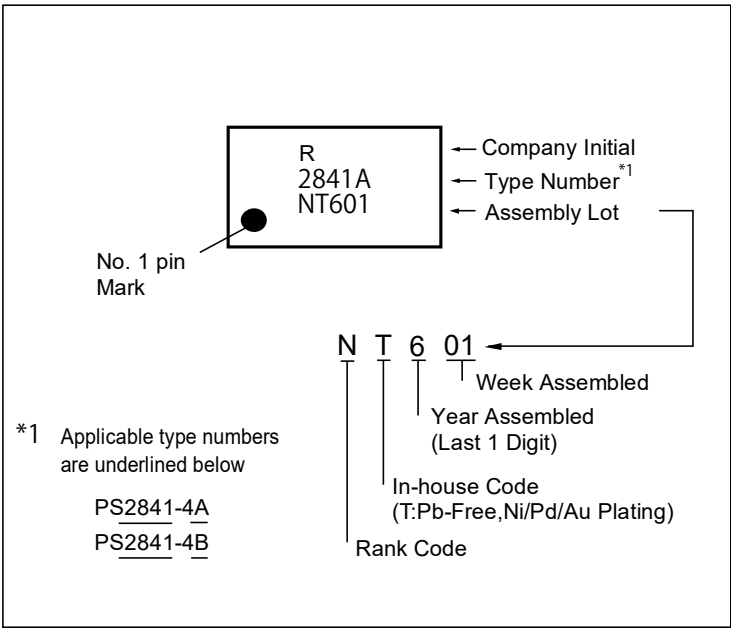 R
2841A
NT601
Company Initial
Type Number*1
Assembly Lot
No. 1 pin
Mark
N T 6 01
Week Assembled
Year Assembled
(Last 1 Digit)
In-house Code
(T:Pb-Free,Ni/Pd/Au Plating)
Rank Code
*1 Applicable type numbers
are underlined below
PS2841-4A
PS2841-4B